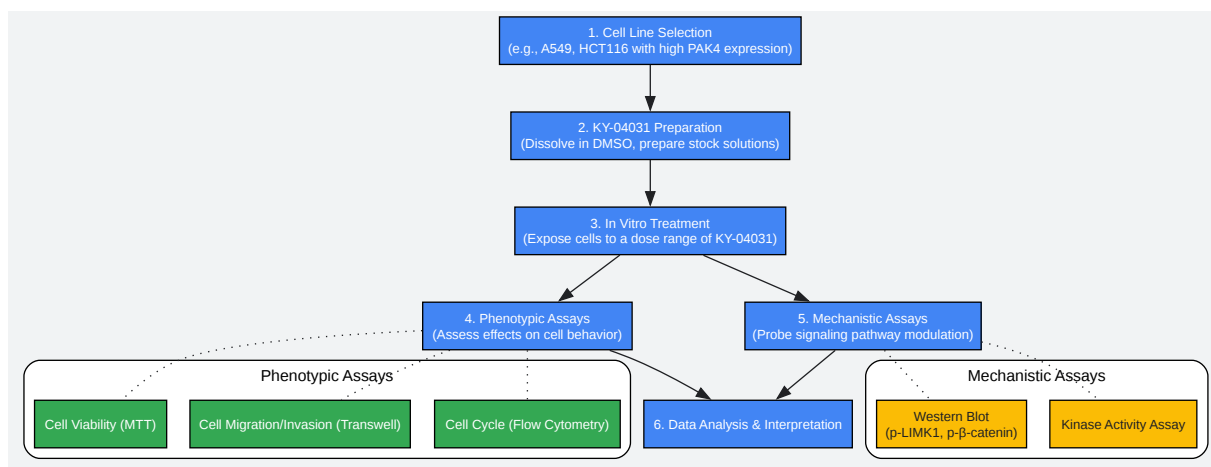 1. Cell Line Selection
(e.g., A549, HCT116 with high PAK4 expression)
2. KY-04031 Preparation
(Dissolve in DMSO, prepare stock solutions)
3. In Vitro Treatment
(Expose cells to a dose range of KY-04031)
4. Phenotypic Assays
(Assess effects on cell behavior)
5. Mechanistic Assays
(Probe signaling pathway modulation)
Phenotypic Assays
Cell Viability (MTT)
Cell Migration/Invasion (Transwell)
Cell Cycle (Flow Cytometry)
6. Data Analysis & Interpretation
Mechanistic Assays
Western Blot
(p-LIMK1, p-β-catenin)
Kinase Activity Assay